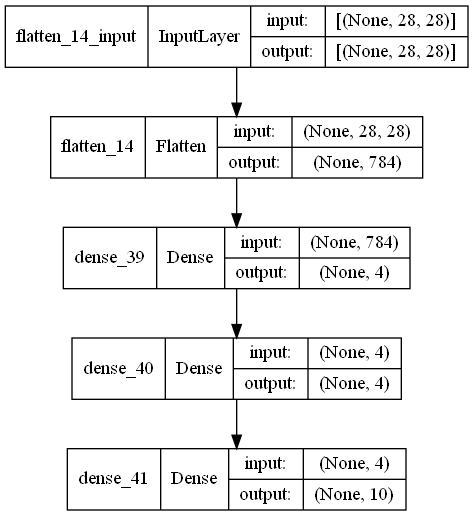 flatten_14_input InputLayer input: [(None, 28, 28)]
output: [(None, 28, 28)]
flatten_14 Flatten input: (None, 28, 28)
output: (None, 784)
dense_39 Dense input: (None, 784)
output: (None, 4)
dense_40 Dense input: (None, 4)
output: (None, 4)
dense_41 Dense input: (None, 4)
output: (None, 10)